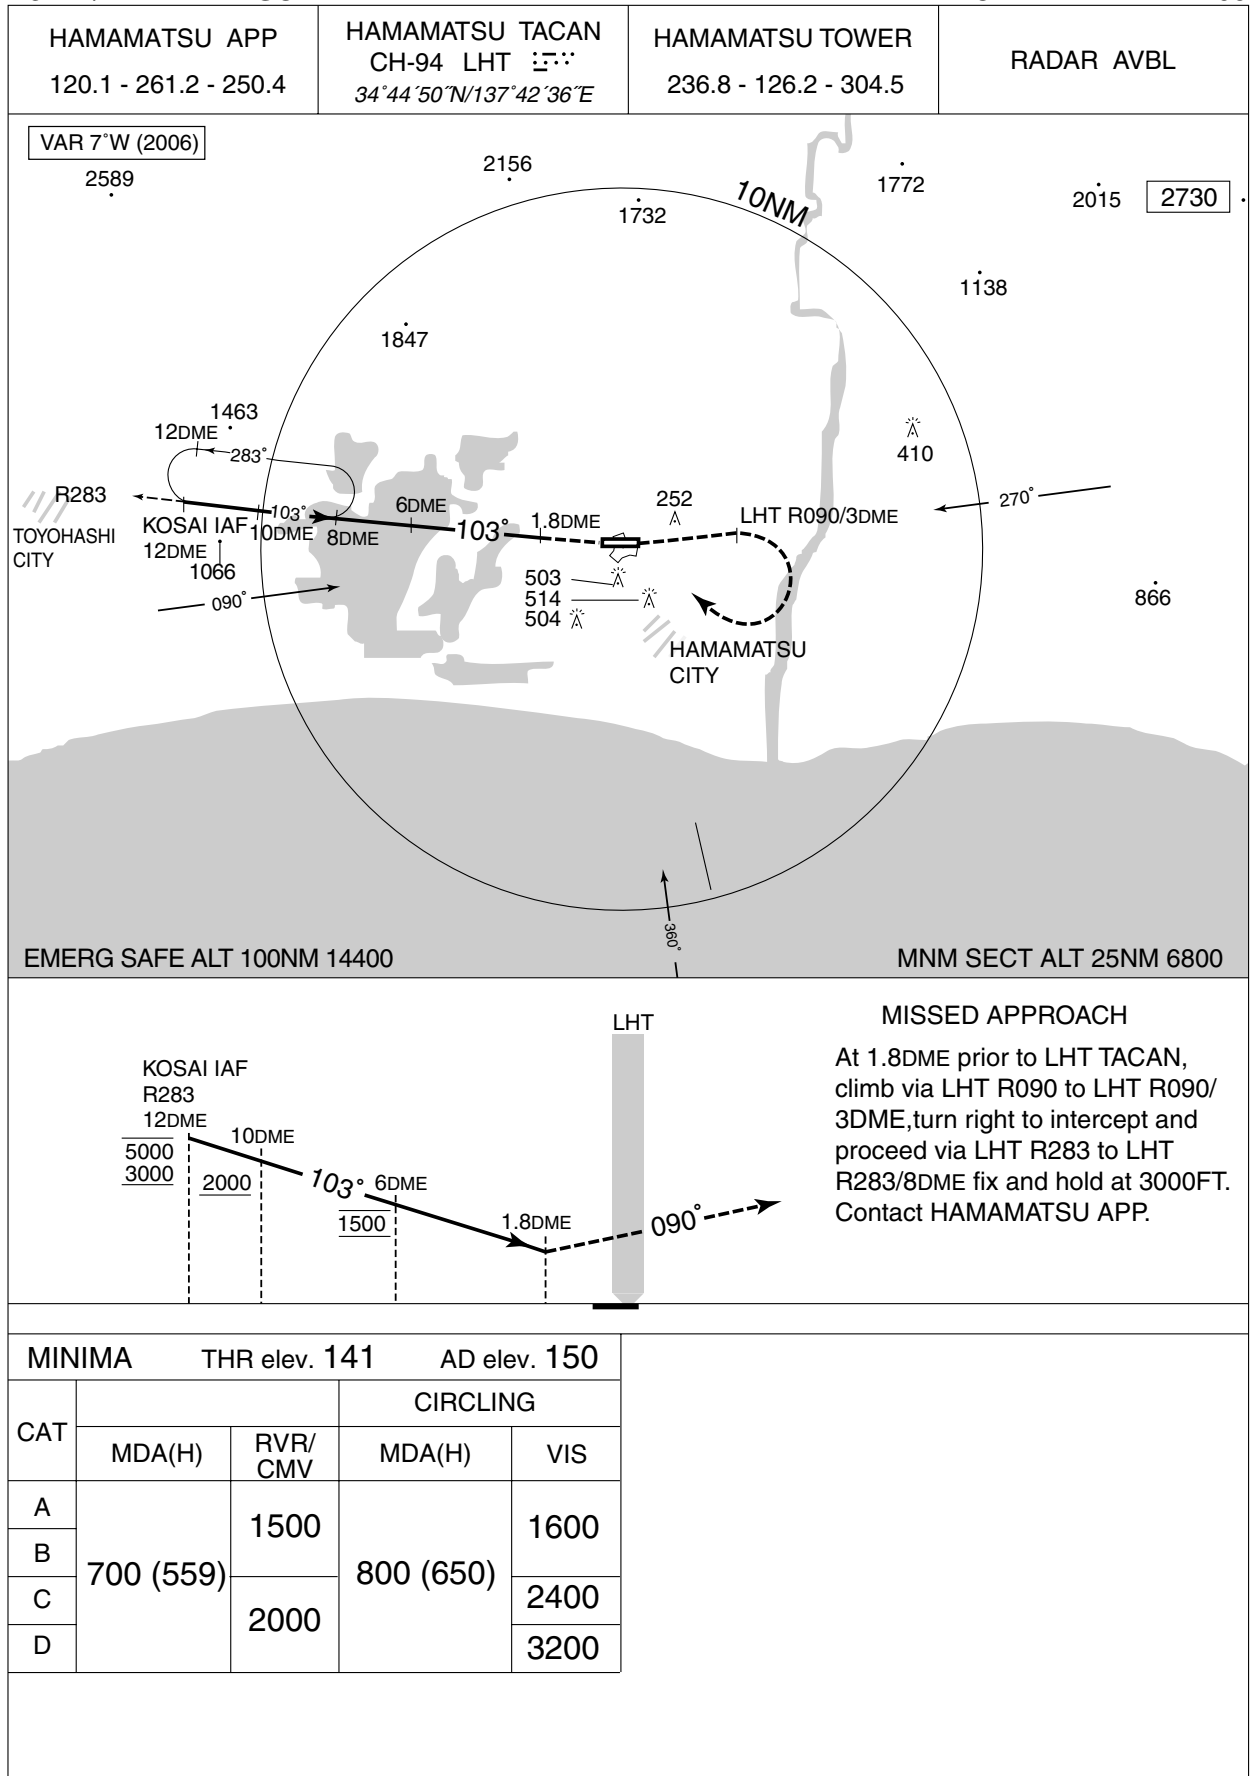 HAMAMATSU APP
120.1 - 261.2 - 250.4
HAMAMATSU TACAN
CH-94 LHT
34˚44´50˝N/137˚42´36˝E
HAMAMATSU TOWER
236.8 - 126.2 - 304.5
RADAR AVBL
VAR 7˚W (2006)
2589
2156
1732
10NM
1772
2015
2730
1138
1847
1463
12DME
283˚
R283
TOYOHASHI
CITY
KOSAI IAF
12DME
1066
10DME
103˚
8DME
6DME
103˚
1.8DME
252
LHT R090/3DME
410
270˚
090˚
503
514
504
866
HAMAMATSU
CITY
360˚
EMERG SAFE ALT 100NM 14400
MNM SECT ALT 25NM 6800
LHT
KOSAI IAF
R283
12DME
5000
3000
10DME
2000
103˚
6DME
1500
1.8DME
090˚
MISSED APPROACH
At 1.8DME prior to LHT TACAN,
climb via LHT R090 to LHT R090/
3DME,turn right to intercept and
proceed via LHT R283 to LHT
R283/8DME fix and hold at 3000FT.
Contact HAMAMATSU APP.
MINIMA THR elev. 141 AD elev. 150
CAT
CIRCLING
MDA(H)
RVR/
CMV
MDA(H)
VIS
A
B
C
D
700 (559)
1500
2000
800 (650)
1600
2400
3200